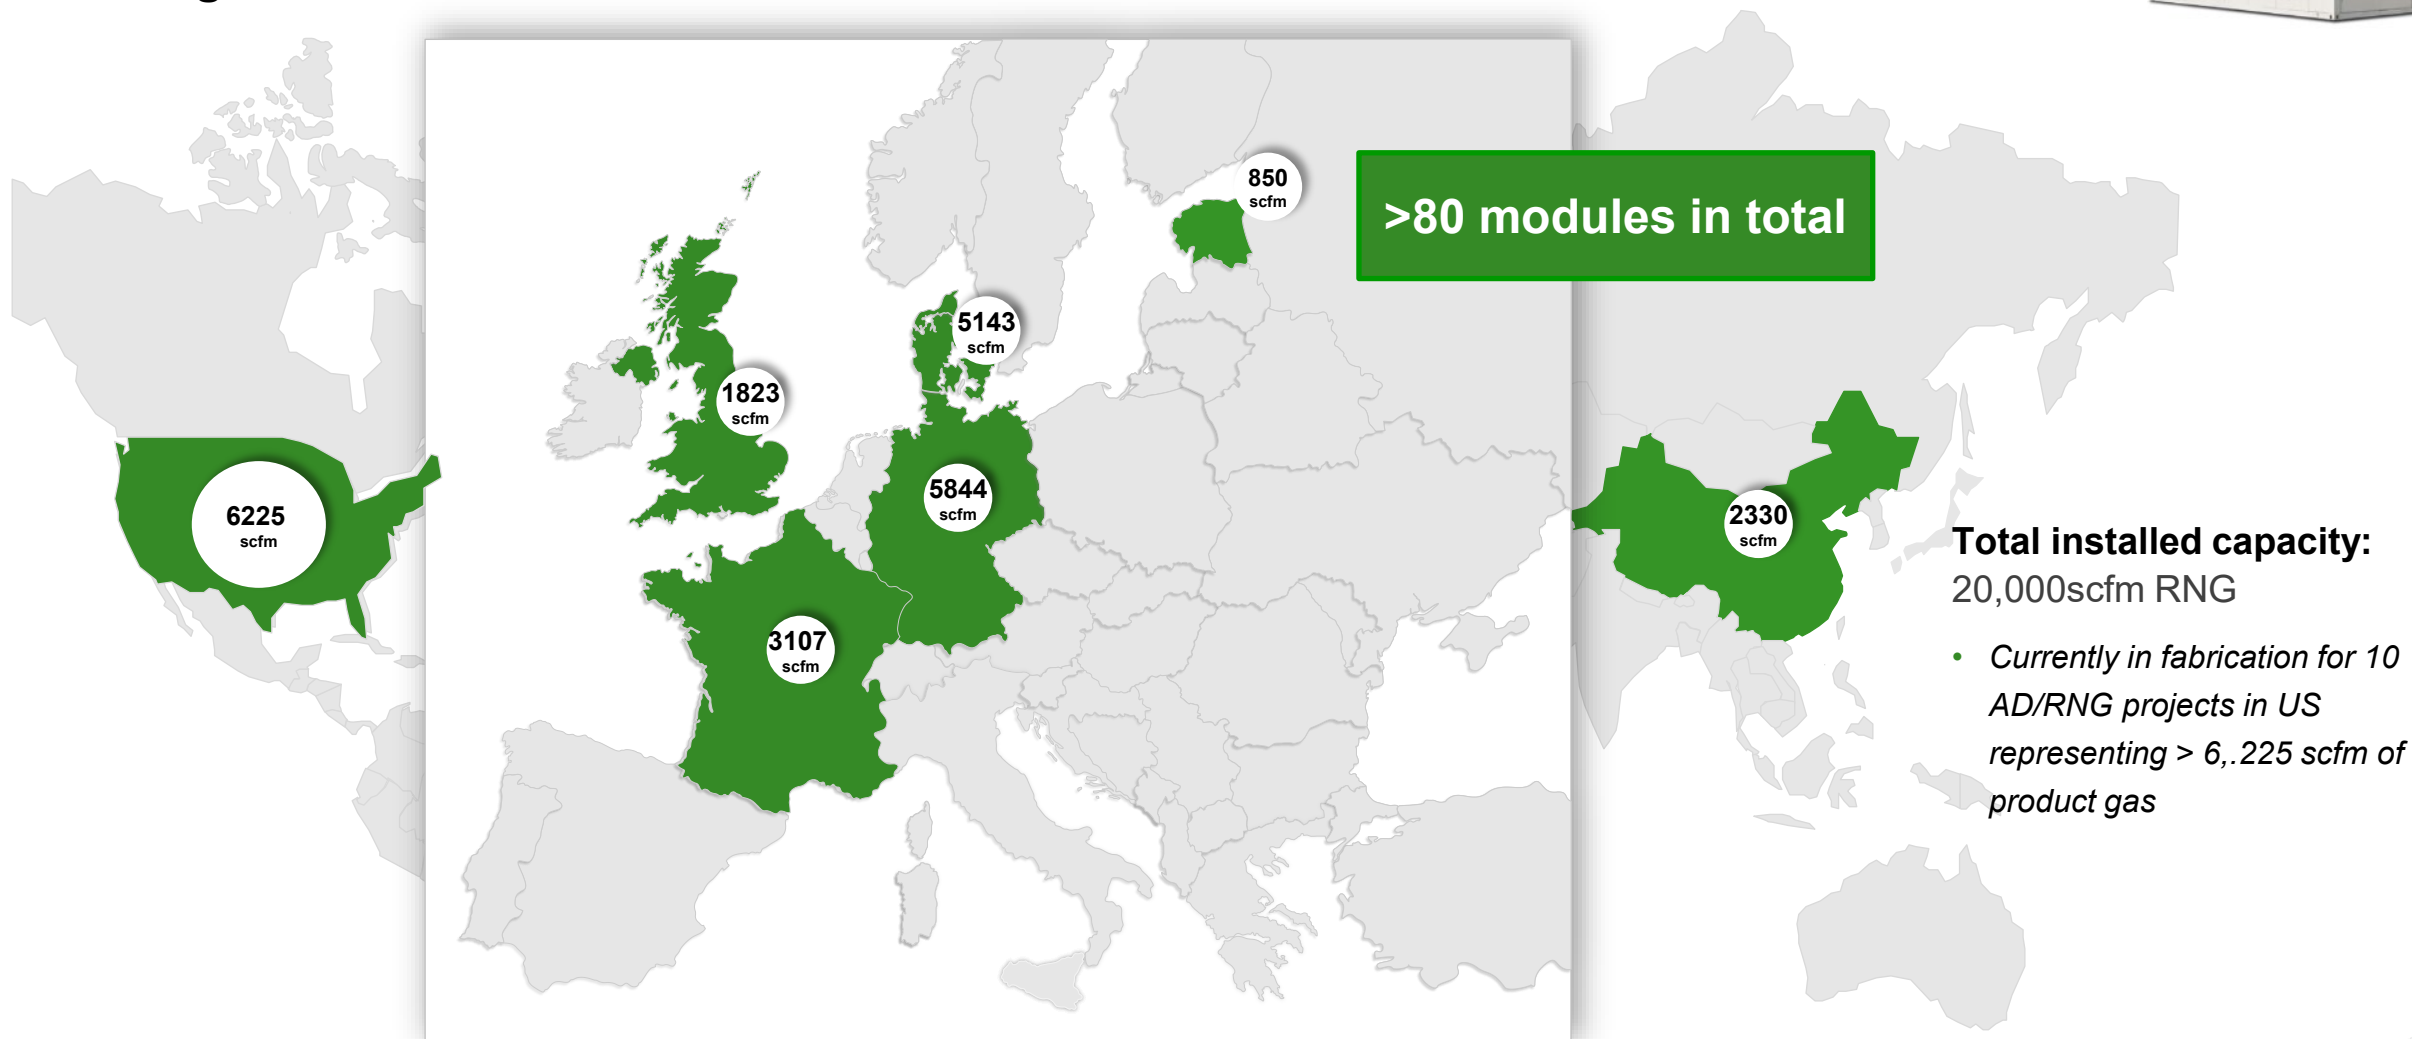 850
scfm
>80 modules in total
5143
scfm
1823
scfm
5844
scfm
6225
scfm
2330
scfm
3107
scfm
Total installed capacity:
20,000scfm RNG
• Currently in fabrication for 10
AD/RNG projects in US
representing > 6,.225 scfm of
product gas